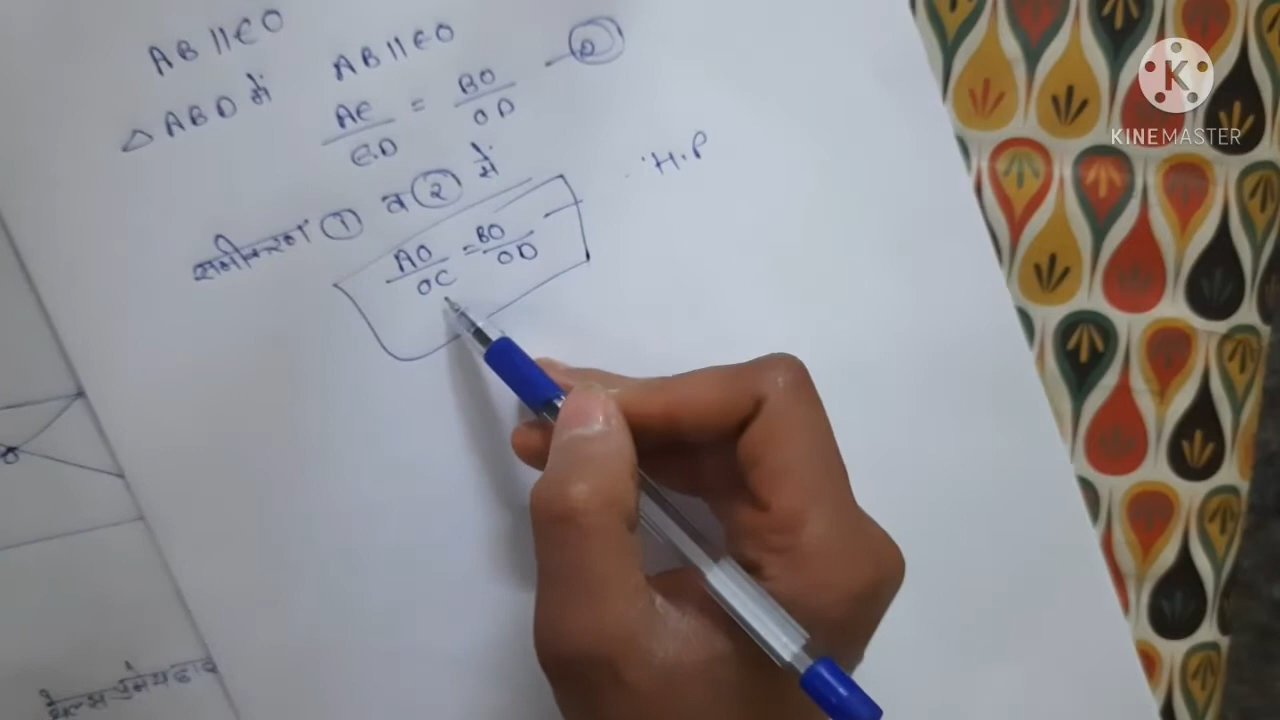 AB || EO
△ ABD में AB || EO
AE/ED = BO/OD — ②
समीकरण ① व ② में
AO/OC = BO/OD
H.P
थेल्स प्रमेय द्वारा
KINEMASTER